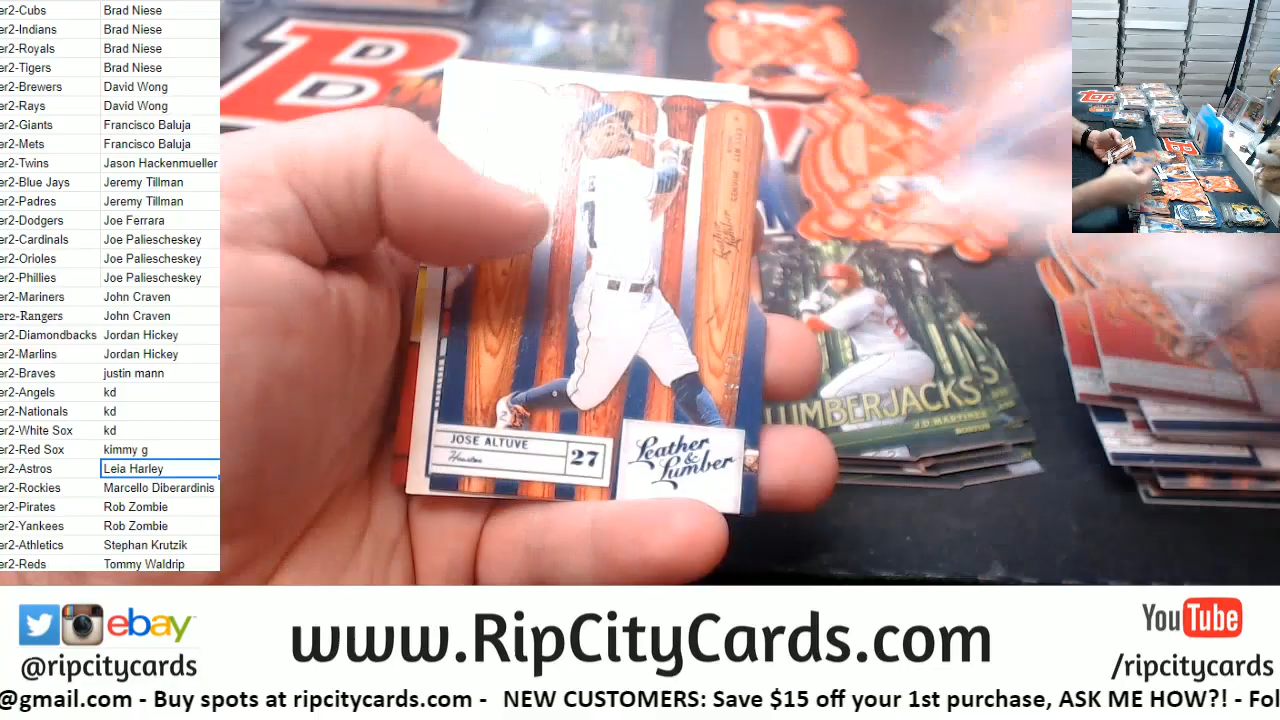 er2-Cubs Brad Niese
er2-Indians Brad Niese
er2-Royals Brad Niese
er2-Tigers Brad Niese
er2-Brewers David Wong
er2-Rays David Wong
er2-Giants Francisco Baluja
er2-Mets Francisco Baluja
er2-Twins Jason Hackenmueller
er2-Blue Jays Jeremy Tillman
er2-Padres Jeremy Tillman
er2-Dodgers Joe Ferrara
er2-Cardinals Joe Paliescheskey
er2-Orioles Joe Paliescheskey
er2-Phillies Joe Paliescheskey
er2-Mariners John Craven
er2-Rangers John Craven
er2-Diamondbacks Jordan Hickey
er2-Marlins Jordan Hickey
er2-Braves justin mann
er2-Angels kd
er2-Nationals kd
er2-White Sox kd
er2-Red Sox kimmy g
er2-Astros Leia Harley
er2-Rockies Marcello Diberardinis
er2-Pirates Rob Zombie
er2-Yankees Rob Zombie
er2-Athletics Stephan Krutzik
er2-Reds Tommy Waldrip
JOSE ALTUVE
Houston
27
Leather
&
Lumber
LUMBERJACKS
J.D. MARTINEZ
BOSTON
Topps
ebay
@ripcitycards
www.RipCityCards.com
YouTube
/ripcitycards
@gmail.com - Buy spots at ripcitycards.com - NEW CUSTOMERS: Save $15 off your 1st purchase, ASK ME HOW?! - Fol